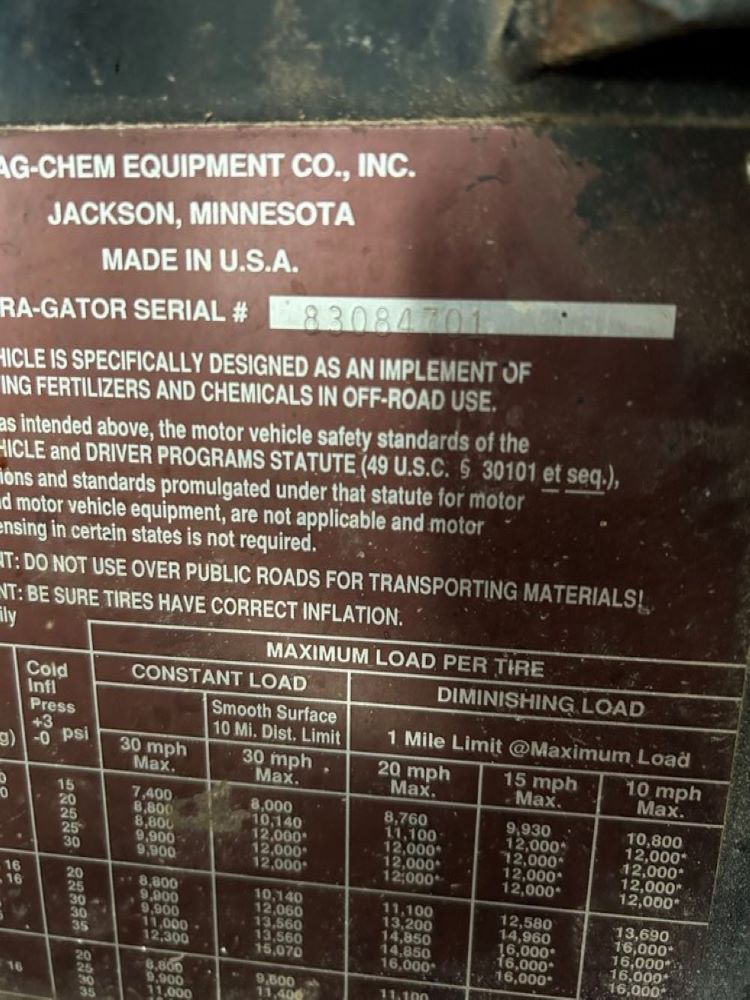 AG-CHEM EQUIPMENT CO., INC.
JACKSON, MINNESOTA
MADE IN U.S.A.
RA-GATOR SERIAL # 83084701
HICLE IS SPECIFICALLY DESIGNED AS AN IMPLEMENT OF
ING FERTILIZERS AND CHEMICALS IN OFF-ROAD USE.
as intended above, the motor vehicle safety standards of the
HICLE and DRIVER PROGRAMS STATUTE (49 U.S.C. § 30101 et seq.),
ions and standards promulgated under that statute for motor
d motor vehicle equipment, are not applicable and motor
ensing in certain states is not required.
NT: DO NOT USE OVER PUBLIC ROADS FOR TRANSPORTING MATERIALS!
NT: BE SURE TIRES HAVE CORRECT INFLATION.
ily
MAXIMUM LOAD PER TIRE
CONSTANT LOAD DIMINISHING LOAD
Cold
Infl
Press
+3
-0 psi
g)
Smooth Surface
10 Mi. Dist. Limit
1 Mile Limit @Maximum Load
30 mph Max. 30 mph Max. 20 mph Max. 15 mph Max. 10 mph Max.
15 7,400 8,000 8,760 9,930 10,800
20 8,800 10,140 11,100 12,000* 12,000*
25 8,800 12,000* 12,000* 12,000* 12,000*
25 9,900 12,000* 12,000* 12,000* 12,000*
30 9,900 12,000* 12,000* 12,000* 12,000*
16 20 8,800 10,140 11,100 12,580 13,690
16 25 9,900 12,060 13,200 14,960 16,000*
30 9,900 13,560 14,850 16,000* 16,000*
30 11,000 13,560 14,850 16,000* 16,000*
35 12,300 15,070 16,000* 16,000* 16,000*
20 8,800 9,600 11,100
16 25 9,900 11,400
30 11,000
35